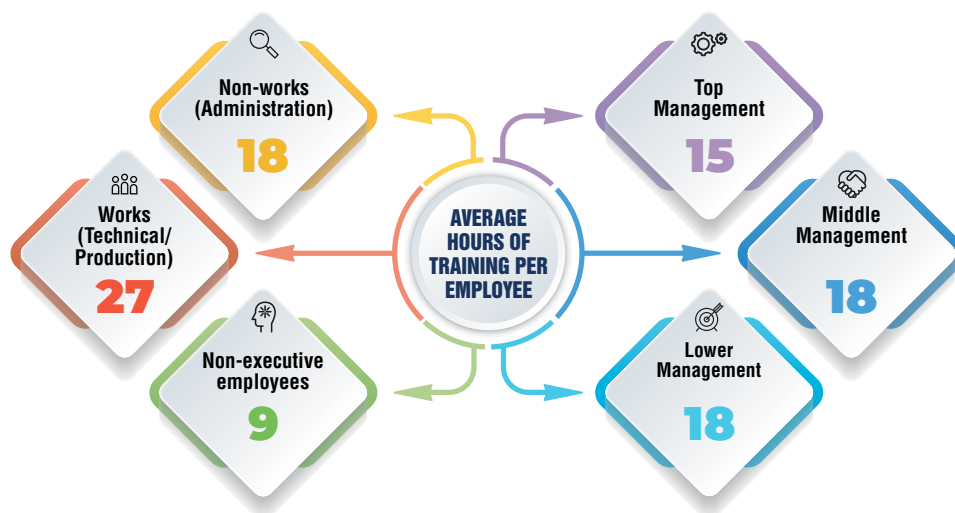 Non-works
(Administration)
18
Top
Management
15
Works
(Technical/
Production)
27
AVERAGE
HOURS OF
TRAINING PER
EMPLOYEE
Middle
Management
18
Non-executive
employees
9
Lower
Management
18